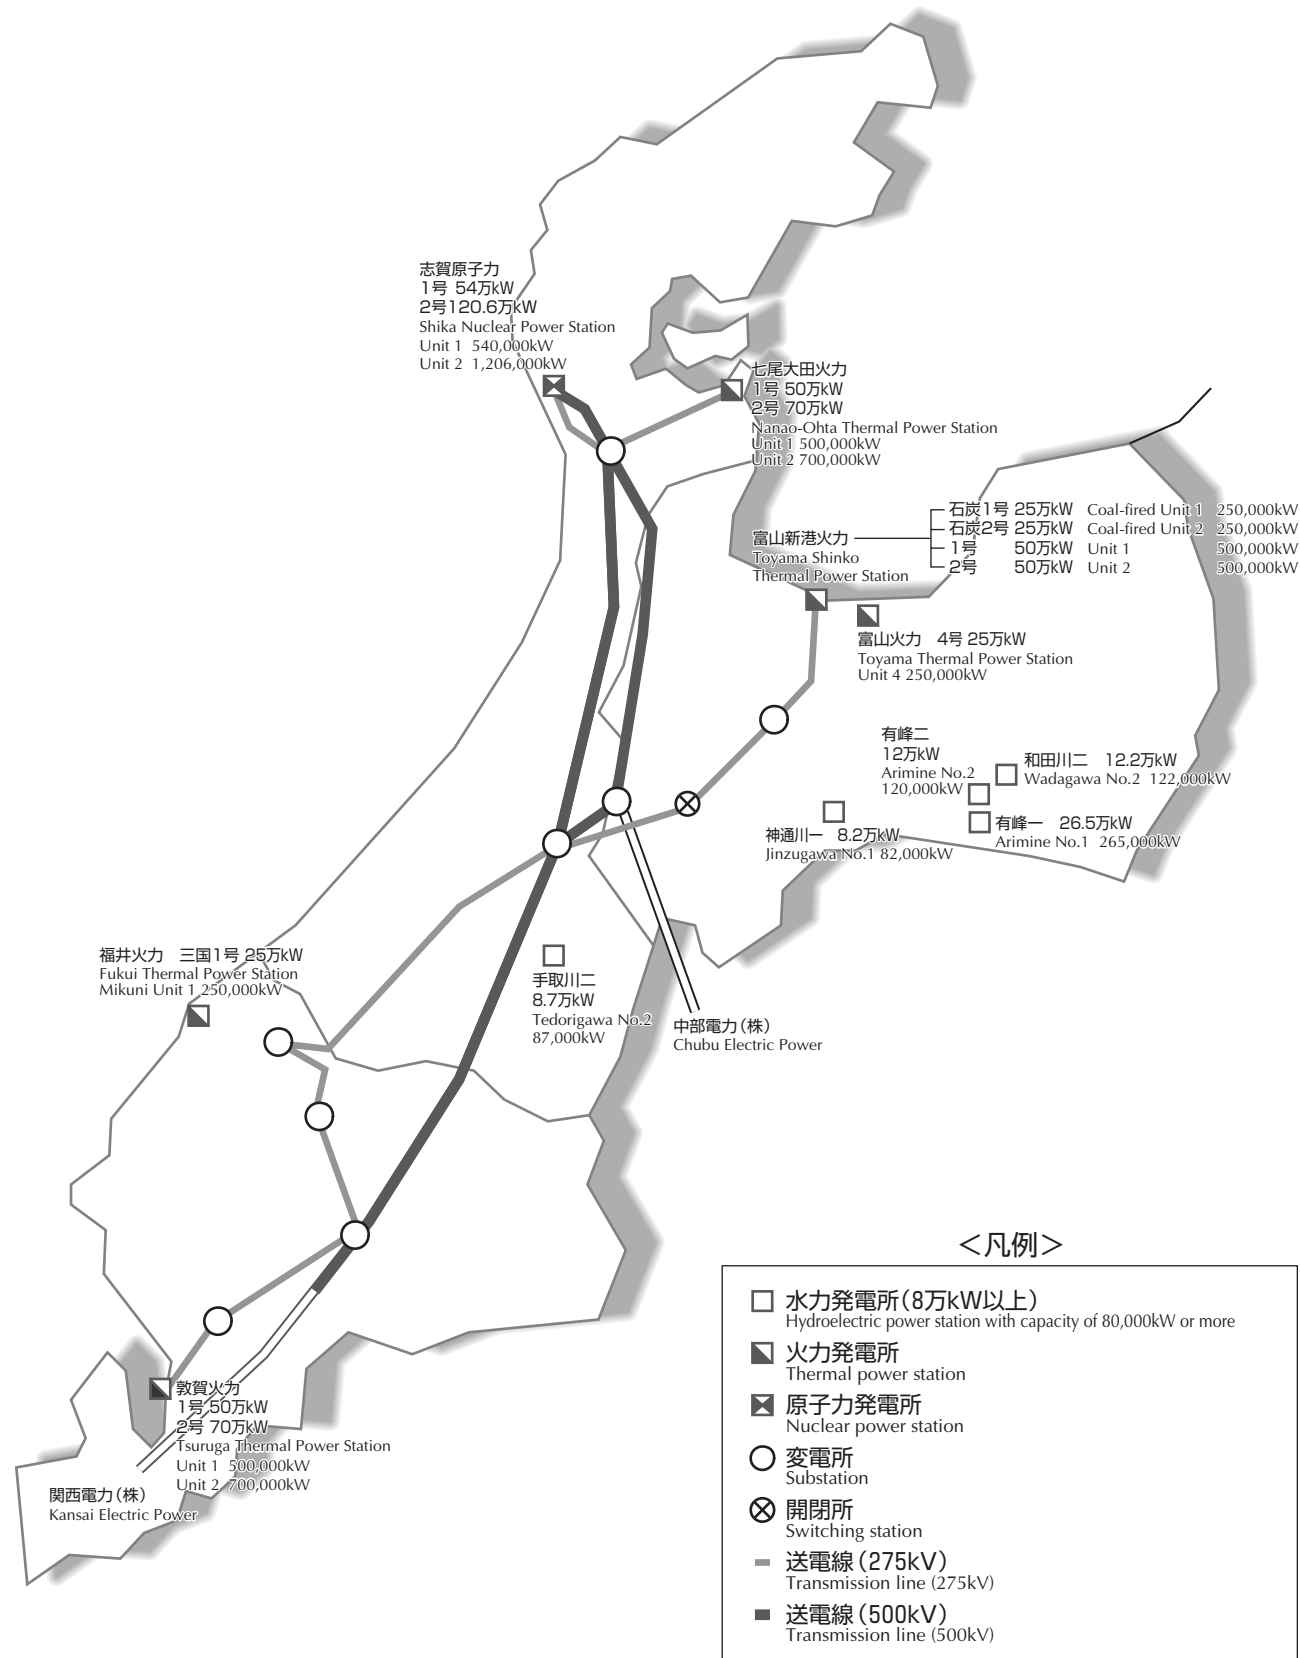 志賀原子力
1号 54万kW
2号120.6万kW
Shika Nuclear Power Station
Unit 1 540,000kW
Unit 2 1,206,000kW
七尾大田火力
1号 50万kW
2号 70万kW
Nanao-Ohta Thermal Power Station
Unit 1 500,000kW
Unit 2 700,000kW
富山新港火力
Toyama Shinko
Thermal Power Station
石炭1号 25万kW Coal-fired Unit 1 250,000kW
石炭2号 25万kW Coal-fired Unit 2 250,000kW
1号 50万kW Unit 1 500,000kW
2号 50万kW Unit 2 500,000kW
富山火力 4号 25万kW
Toyama Thermal Power Station
Unit 4 250,000kW
有峰二
12万kW
Arimine No.2
120,000kW
和田川二 12.2万kW
Wadagawa No.2 122,000kW
神通川一 8.2万kW
Jinzugawa No.1 82,000kW
有峰一 26.5万kW
Arimine No.1 265,000kW
福井火力 三国1号 25万kW
Fukui Thermal Power Station
Mikuni Unit 1 250,000kW
手取川二
8.7万kW
Tedorigawa No.2
87,000kW
中部電力(株)
Chubu Electric Power
敦賀火力
1号 50万kW
2号 70万kW
Tsuruga Thermal Power Station
Unit 1 500,000kW
Unit 2 700,000kW
関西電力(株)
Kansai Electric Power
<凡例>
水力発電所(8万kW以上)
Hydroelectric power station with capacity of 80,000kW or more
火力発電所
Thermal power station
原子力発電所
Nuclear power station
変電所
Substation
開閉所
Switching station
送電線(275kV)
Transmission line (275kV)
送電線(500kV)
Transmission line (500kV)